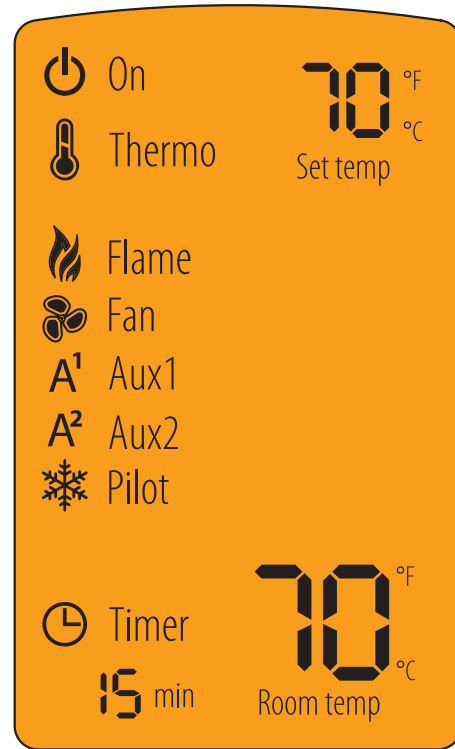 On 70 °F
°C
Thermo Set temp
Flame
Fan
A¹ Aux1
A² Aux2
Pilot
Timer 70 °F
°C
15 min Room temp